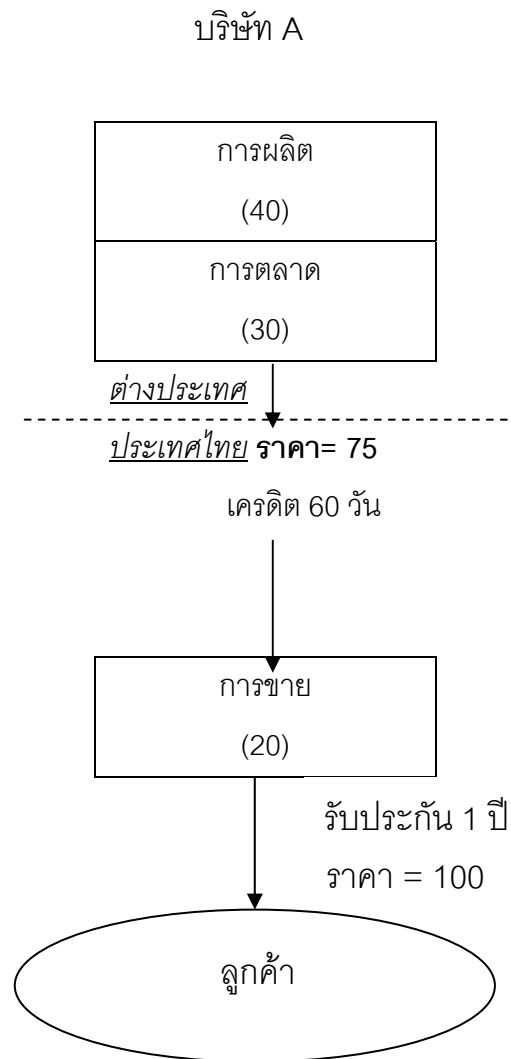 บริษัท A
การผลิต
(40)
การตลาด
(30)
ต่างประเทศ
ประเทศไทย ราคา= 75
เครดิต 60 วัน
การขาย
(20)
รับประกัน 1 ปี
ราคา = 100
ลูกค้า